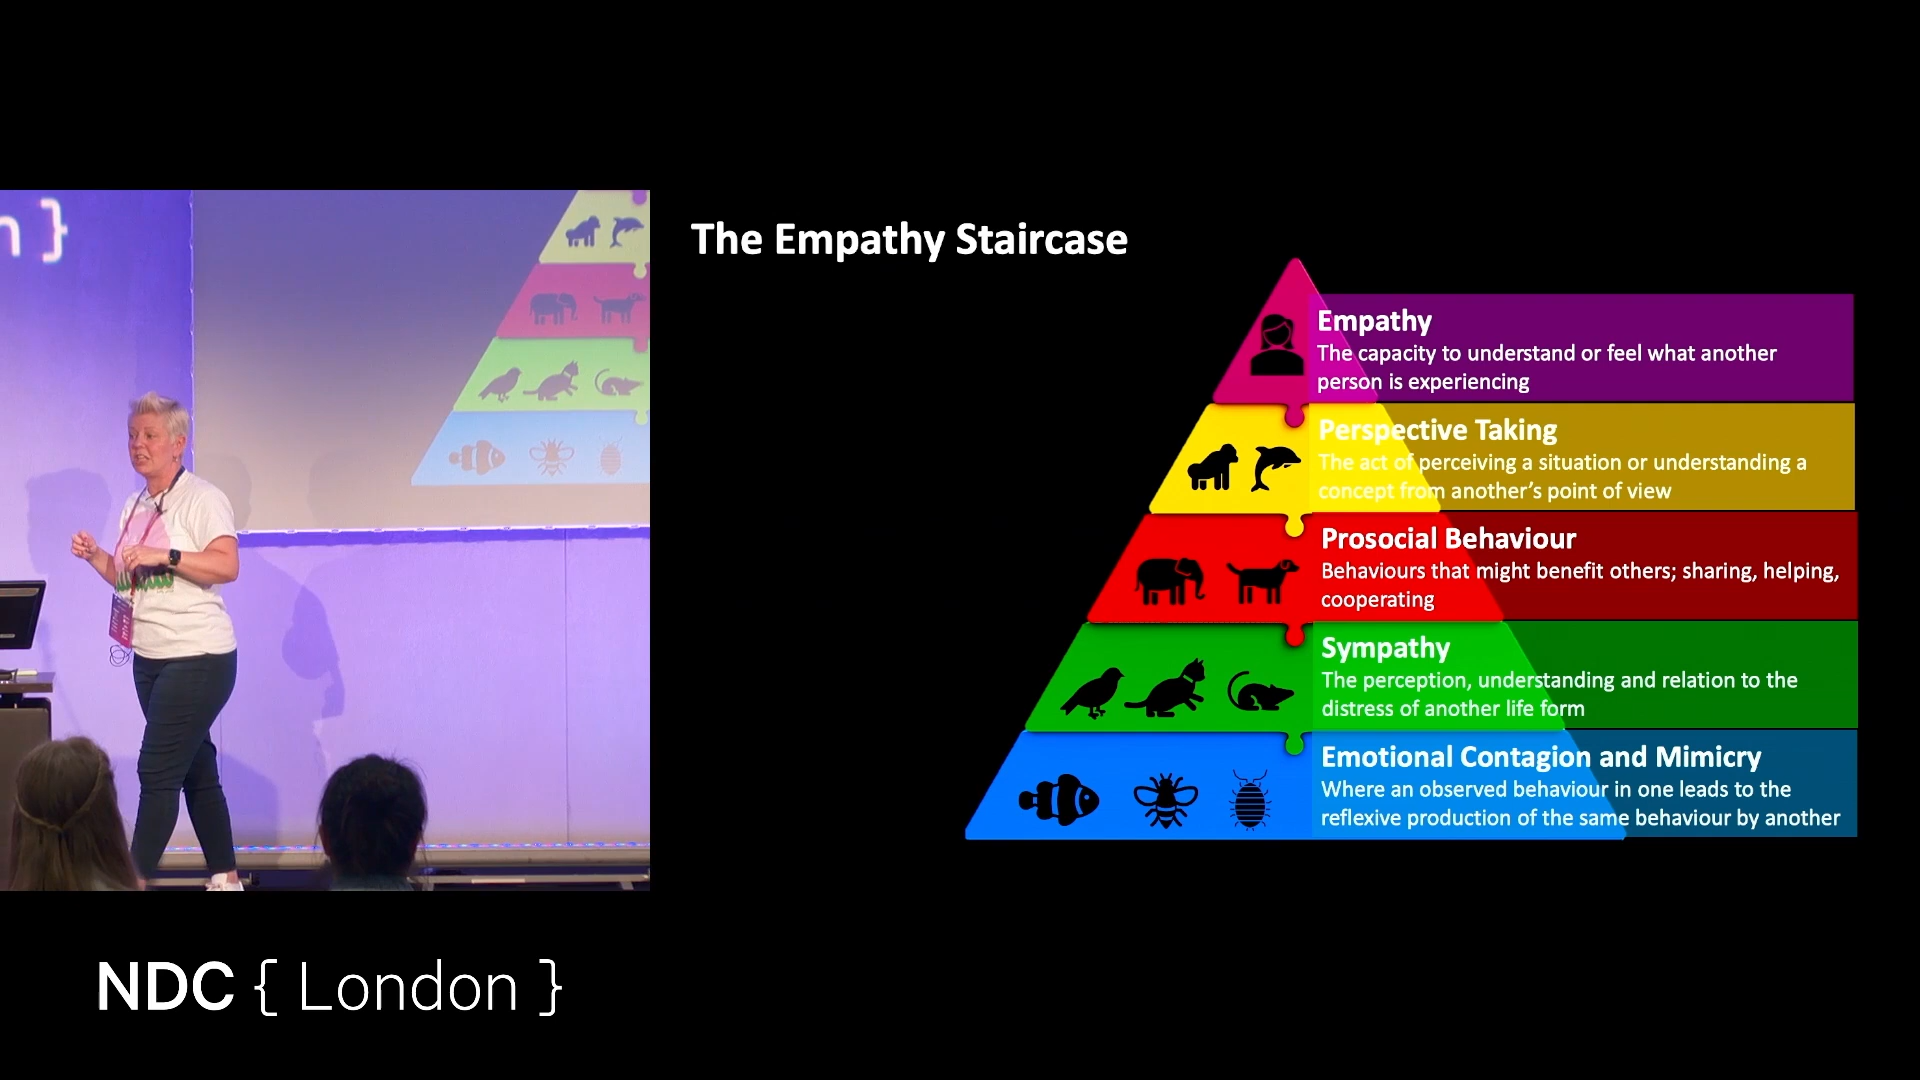 n }
The Empathy Staircase
Empathy
The capacity to understand or feel what another
person is experiencing
Perspective Taking
The act of perceiving a situation or understanding a
concept from another’s point of view
Prosocial Behaviour
Behaviours that might benefit others; sharing, helping,
cooperating
Sympathy
The perception, understanding and relation to the
distress of another life form
Emotional Contagion and Mimicry
Where an observed behaviour in one leads to the
reflexive production of the same behaviour by another
NDC { London }